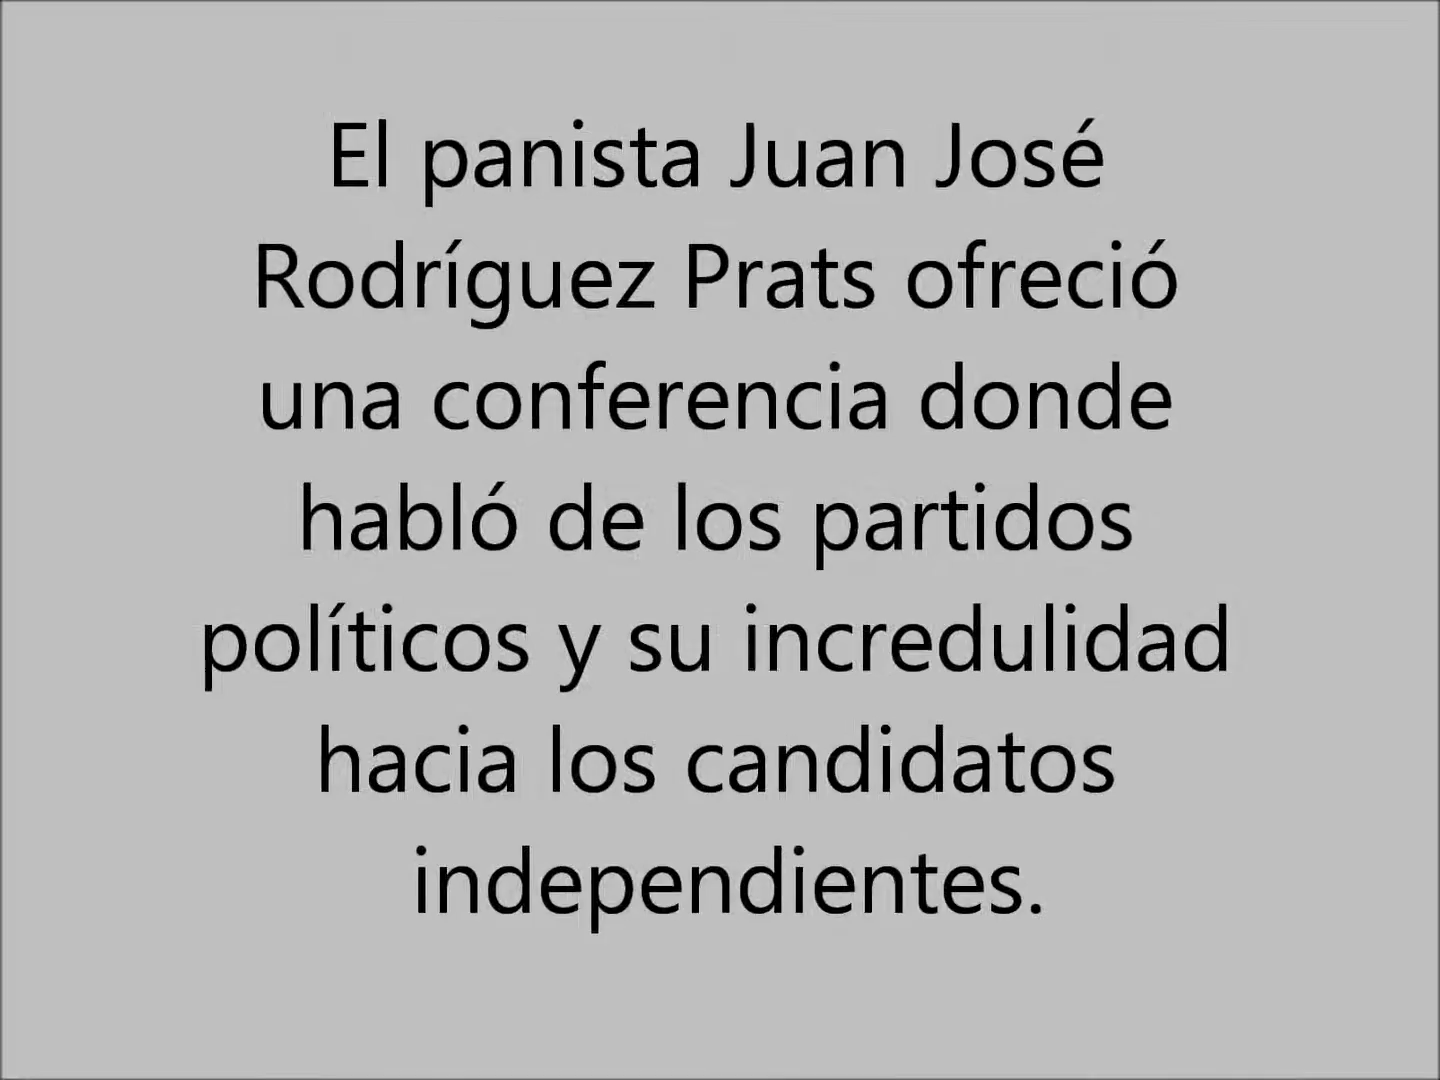 El panista Juan José
Rodríguez Prats ofreció
una conferencia donde
habló de los partidos
políticos y su incredulidad
hacia los candidatos
independientes.